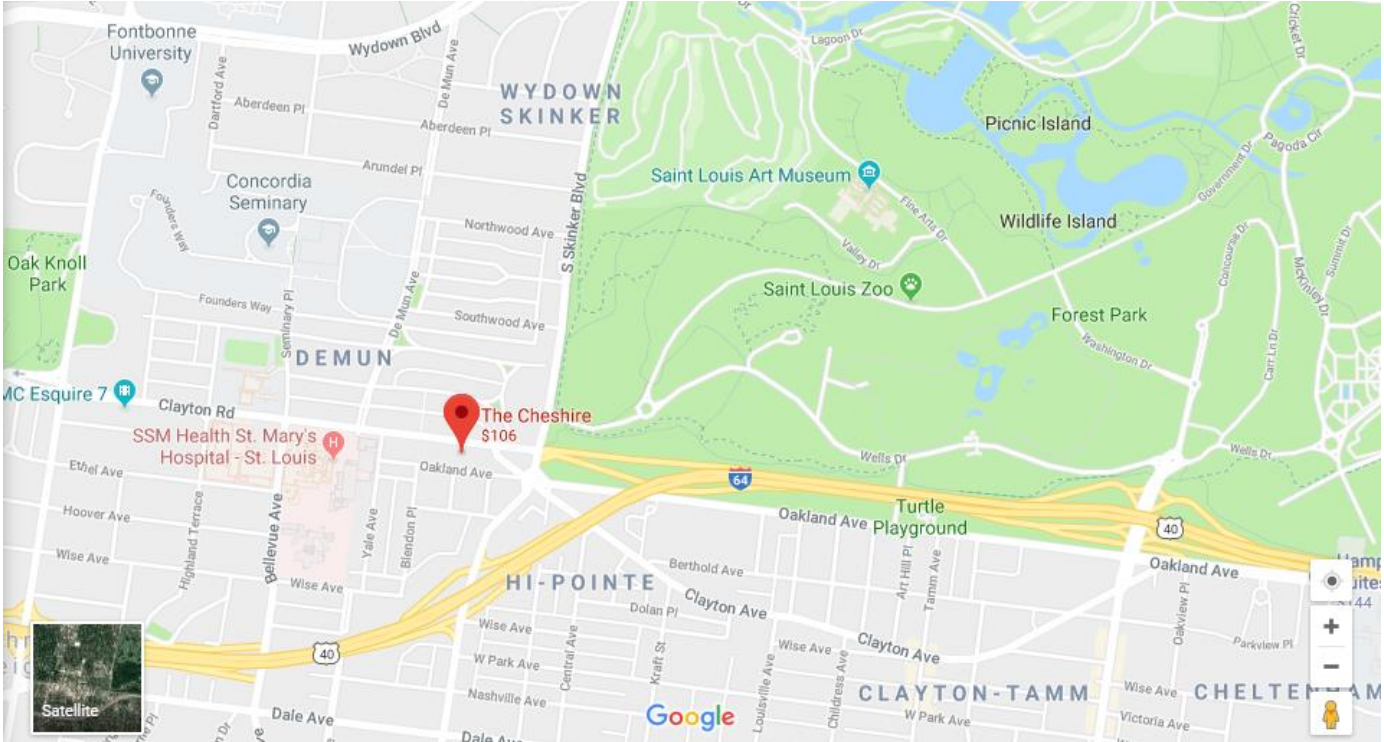 Fontbonne
University
Wydown Blvd
De Mun Ave
Dartford Ave
Aberdeen Pl
Aberdeen Pl
WYDOWN
SKINKER
Arundel Pl
Concordia
Seminary
Founders Way
Northwood Ave
S Skinker Blvd
Oak Knoll
Park
Founders Way
Seminary Pl
De Mun Ave
Southwood Ave
DEMUN
MC Esquire 7
Clayton Rd
The Cheshire
$106
SSM Health St. Mary's
Hospital - St. Louis
H
Ethel Ave
Oakland Ave
Hoover Ave
Highland Terrace
Bellevue Ave
Yale Ave
Blendon Pl
Wise Ave
Wise Ave
HI-POINTE
Lagoon Dr
Cricket Dr
Picnic Island
Pagoda Cir
Government Dr
Saint Louis Art Museum
Fine Arts Dr
Wildlife Island
Valley Dr
Concourse Dr
McKinley Dr
Summit Dr
Saint Louis Zoo
Forest Park
Washington Dr
Carr Ln Dr
Wells Dr
Wells Dr
64
Turtle
Playground
Oakland Ave
40
Oakland Ave
Berthold Ave
Art Hill Pl
Tamm Ave
Oakview Pl
Clayton Ave
Dolan Pl
Wise Ave
Central Ave
Kraft St
Clayton Ave
Wise Ave
Parkview Pl
40
W Park Ave
Louisville Ave
Childress Ave
CLAYTON-TAMM
Wise Ave
CHELTENHAM
Nashville Ave
W Park Ave
Victoria Ave
Dale Ave
Dale Av
Satellite
Google